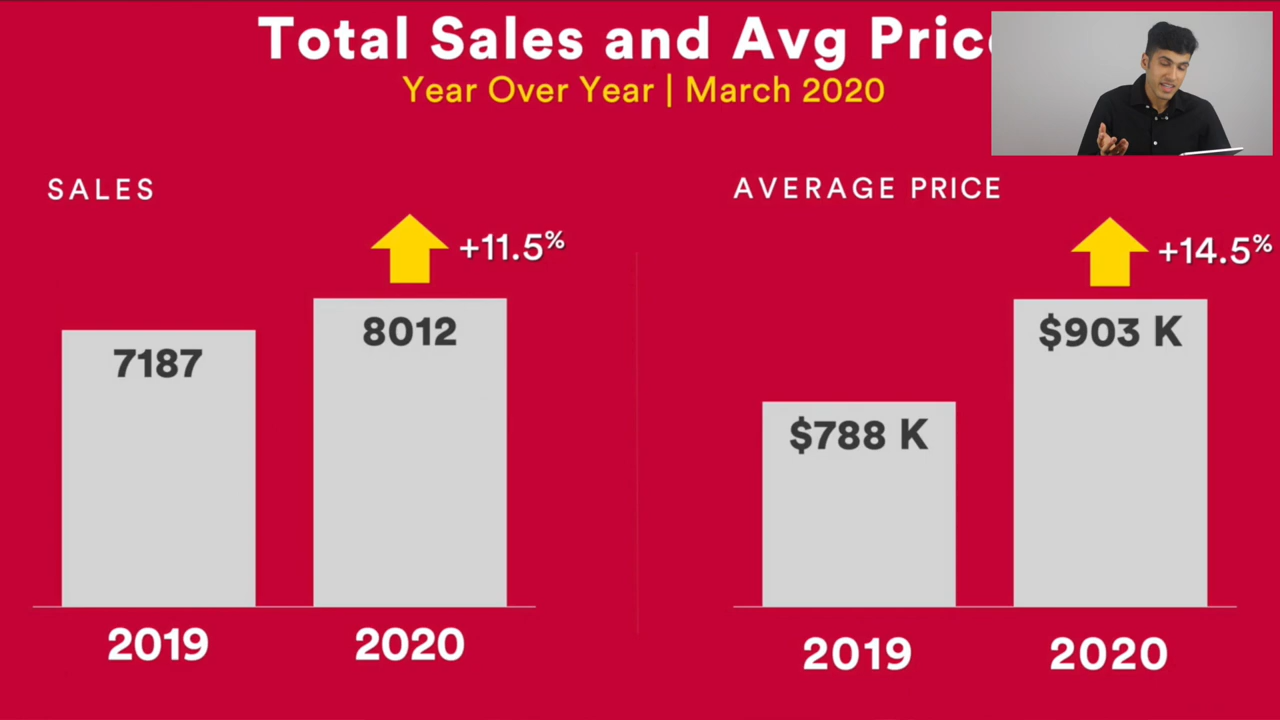 Total Sales and Avg Price
Year Over Year | March 2020
SALES
+11.5%
7187
8012
2019
2020
AVERAGE PRICE
+14.5%
$788 K
$903 K
2019
2020